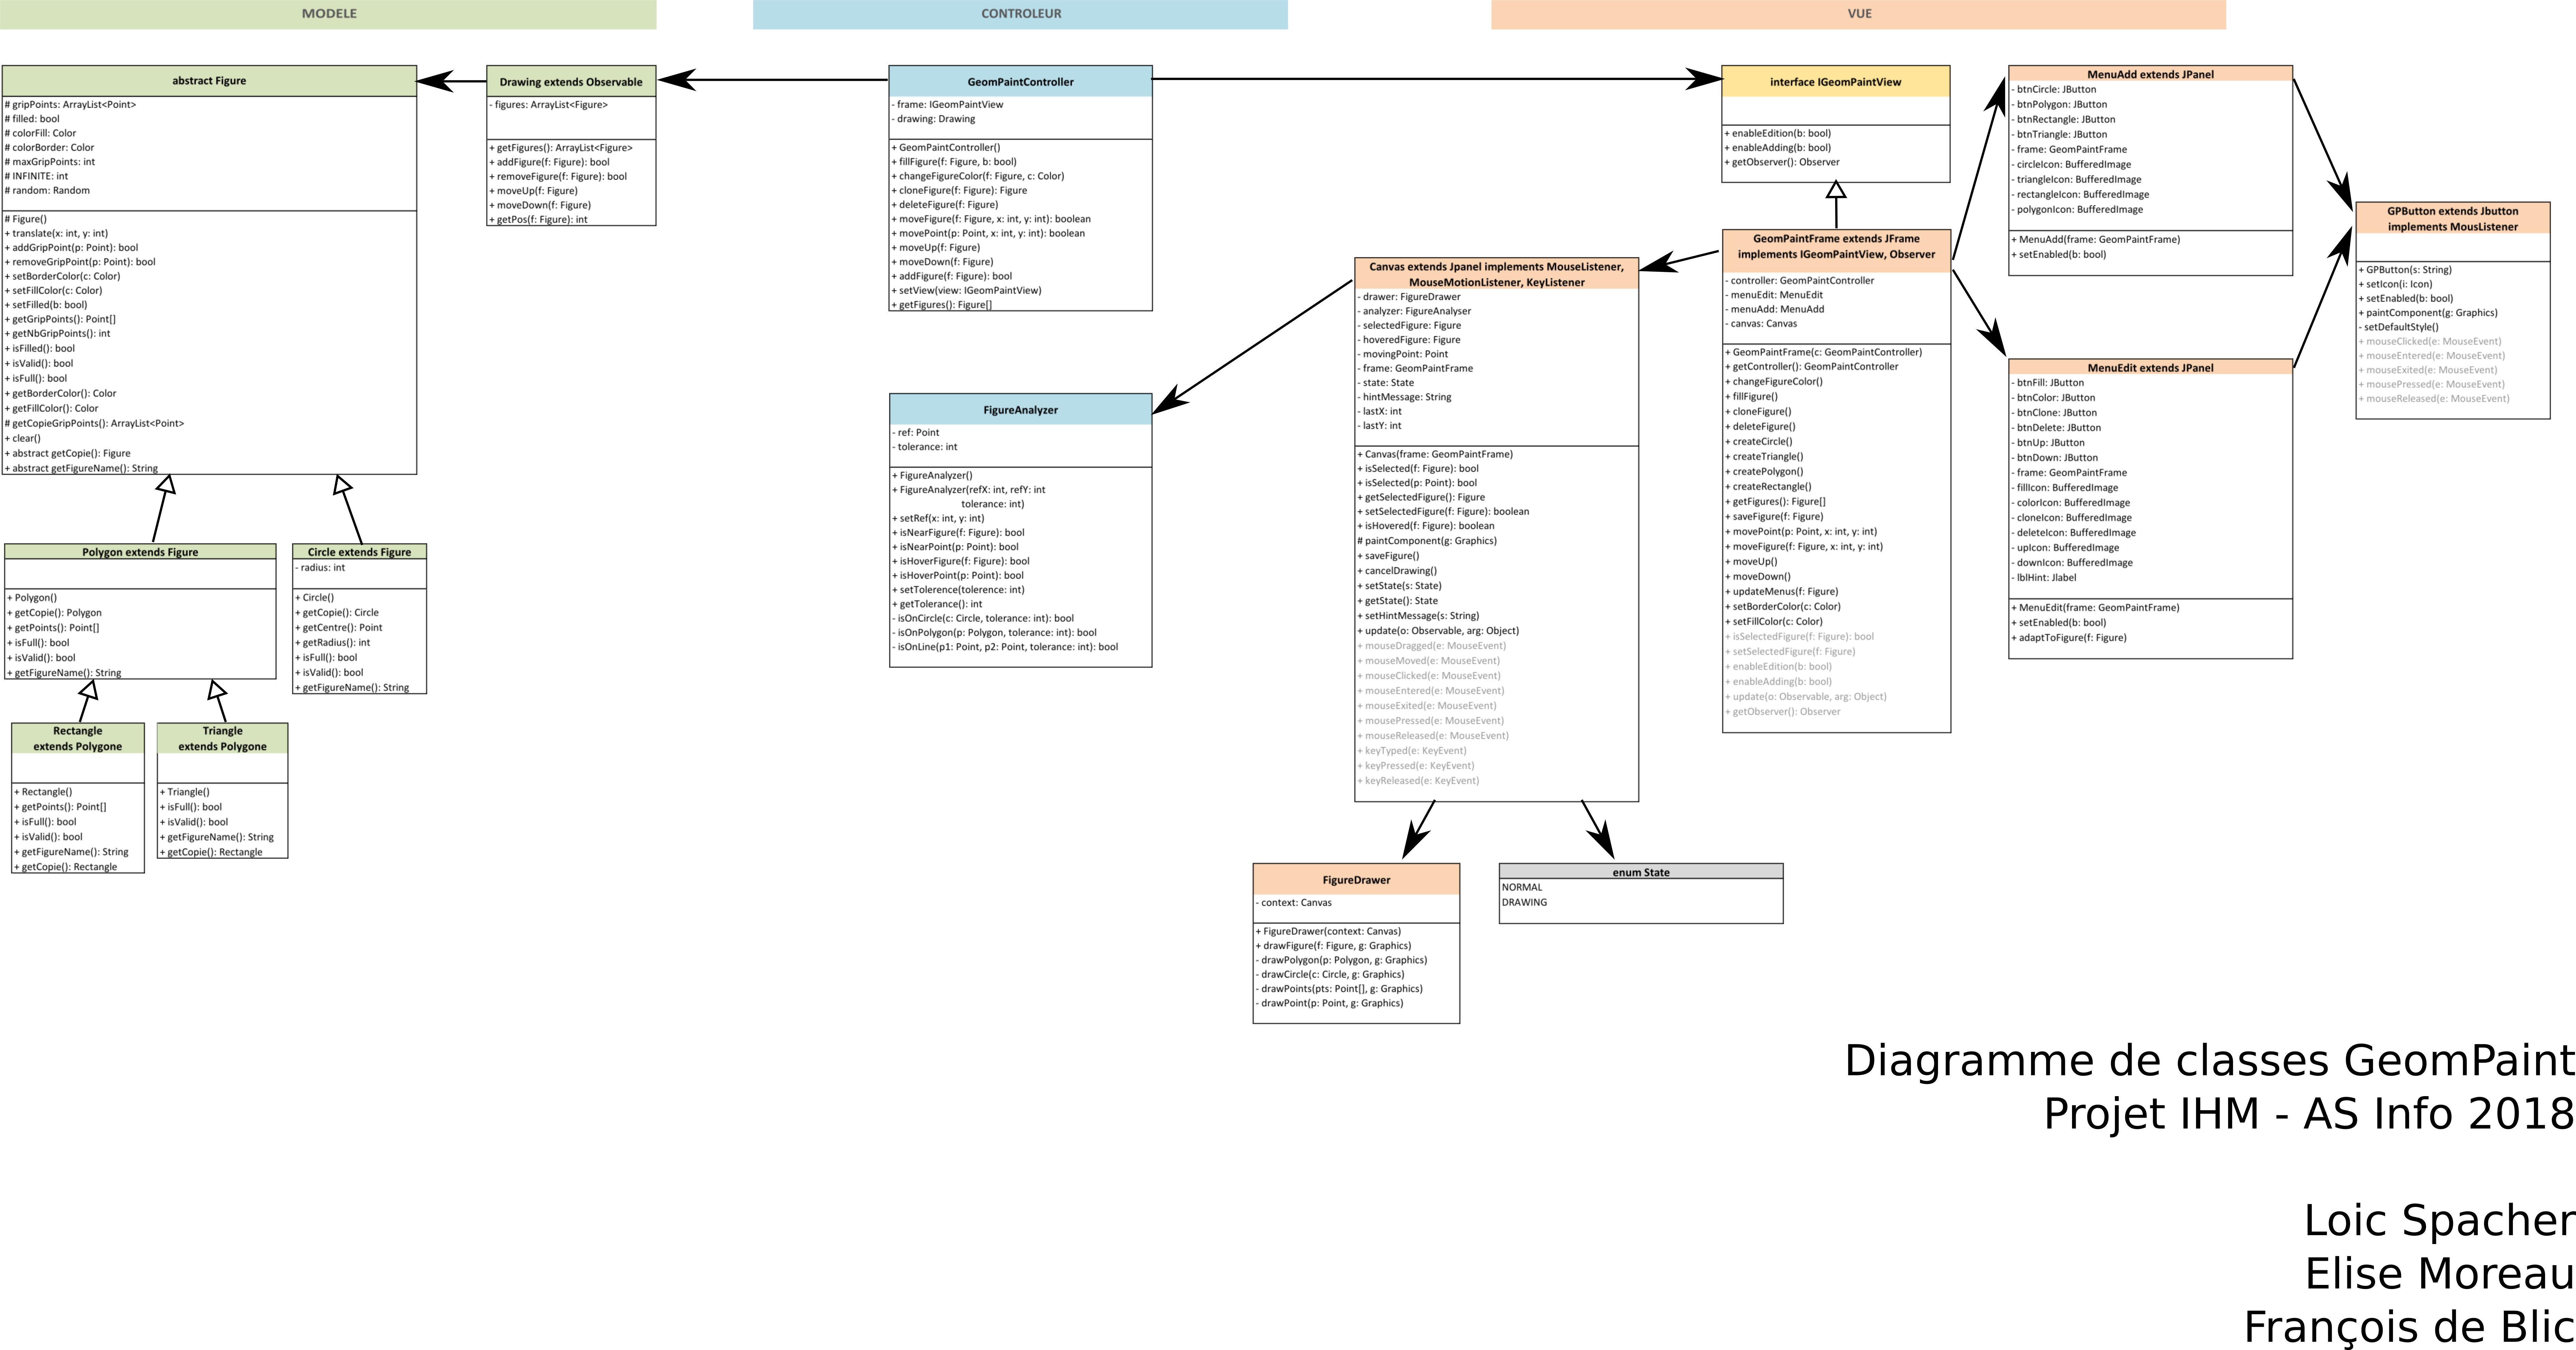 MODELE
CONTROLEUR
VUE
abstract Figure
# gripPoints: ArrayList<Point>
# filled: bool
# colorFill: Color
# colorBorder: Color
# maxGripPoints: int
# INFINITE: int
# random: Random
# Figure()
+ translate(x: int, y: int)
+ addGripPoint(p: Point): bool
+ removeGripPoint(p: Point): bool
+ setBorderColor(c: Color)
+ setFillColor(c: Color)
+ setFilled(b: bool)
+ getGripPoints(): Point[]
+ getNbGripPoints(): int
+ isFilled(): bool
+ isValid(): bool
+ isFull(): bool
+ getBorderColor(): Color
+ getFillColor(): Color
# getCopieGripPoints(): ArrayList<Point>
+ clear()
+ abstract getCopie(): Figure
+ abstract getFigureName(): String
Drawing extends Observable
- figures: ArrayList<Figure>
+ getFigures(): ArrayList<Figure>
+ addFigure(f: Figure): bool
+ removeFigure(f: Figure): bool
+ moveUp(f: Figure)
+ moveDown(f: Figure)
+ getPos(f: Figure): int
Polygon extends Figure
+ Polygon()
+ getCopie(): Polygon
+ getPoints(): Point[]
+ isFull(): bool
+ isValid(): bool
+ getFigureName(): String
Circle extends Figure
- radius: int
+ Circle()
+ getCopie(): Circle
+ getCentre(): Point
+ getRadius(): int
+ isFull(): bool
+ isValid(): bool
+ getFigureName(): String
Rectangle
extends Polygone
+ Rectangle()
+ getPoints(): Point[]
+ isFull(): bool
+ isValid(): bool
+ getFigureName(): String
+ getCopie(): Rectangle
Triangle
extends Polygone
+ Triangle()
+ isFull(): bool
+ isValid(): bool
+ getFigureName(): String
+ getCopie(): Rectangle
GeomPaintController
- frame: IGeomPaintView
- drawing: Drawing
+ GeomPaintController()
+ fillFigure(f: Figure, b: bool)
+ changeFigureColor(f: Figure, c: Color)
+ cloneFigure(f: Figure): Figure
+ deleteFigure(f: Figure)
+ moveFigure(f: Figure, x: int, y: int): boolean
+ movePoint(p: Point, x: int, y: int): boolean
+ moveUp(f: Figure)
+ moveDown(f: Figure)
+ addFigure(f: Figure): bool
+ setView(view: IGeomPaintView)
+ getFigures(): Figure[]
FigureAnalyzer
- ref: Point
- tolerance: int
+ FigureAnalyzer()
+ FigureAnalyzer(refX: int, refY: int
tolerance: int)
+ setRef(x: int, y: int)
+ isNearFigure(f: Figure): bool
+ isNearPoint(p: Point): bool
+ isHoverFigure(f: Figure): bool
+ isHoverPoint(p: Point): bool
+ setTolerence(tolerence: int)
+ getTolerance(): int
- isOnCircle(c: Circle, tolerance: int): bool
- isOnPolygon(p: Polygon, tolerance: int): bool
- isOnLine(p1: Point, p2: Point, tolerance: int): bool
Canvas extends Jpanel implements MouseListener,
MouseMotionListener, KeyListener
- drawer: FigureDrawer
- analyzer: FigureAnalyser
- selectedFigure: Figure
- hoveredFigure: Figure
- movingPoint: Point
- frame: GeomPaintFrame
- state: State
- hintMessage: String
- lastX: int
- lastY: int
+ Canvas(frame: GeomPaintFrame)
+ isSelected(f: Figure): bool
+ isSelected(p: Point): bool
+ getSelectedFigure(): Figure
+ setSelectedFigure(f: Figure): boolean
+ isHovered(f: Figure): boolean
# paintComponent(g: Graphics)
+ saveFigure()
+ cancelDrawing()
+ setState(s: State)
+ getState(): State
+ setHintMessage(s: String)
+ update(o: Observable, arg: Object)
+ mouseDragged(e: MouseEvent)
+ mouseMoved(e: MouseEvent)
+ mouseClicked(e: MouseEvent)
+ mouseEntered(e: MouseEvent)
+ mouseExited(e: MouseEvent)
+ mousePressed(e: MouseEvent)
+ mouseReleased(e: MouseEvent)
+ keyTyped(e: KeyEvent)
+ keyPressed(e: KeyEvent)
+ keyReleased(e: KeyEvent)
FigureDrawer
- context: Canvas
+ FigureDrawer(context: Canvas)
+ drawFigure(f: Figure, g: Graphics)
- drawPolygon(p: Polygon, g: Graphics)
- drawCircle(c: Circle, g: Graphics)
- drawPoints(pts: Point[], g: Graphics)
- drawPoint(p: Point, g: Graphics)
enum State
NORMAL
DRAWING
interface IGeomPaintView
+ enableEdition(b: bool)
+ enableAdding(b: bool)
+ getObserver(): Observer
GeomPaintFrame extends JFrame
implements IGeomPaintView, Observer
- controller: GeomPaintController
- menuEdit: MenuEdit
- menuAdd: MenuAdd
- canvas: Canvas
+ GeomPaintFrame(c: GeomPaintController)
+ getController(): GeomPaintController
+ changeFigureColor()
+ fillFigure()
+ cloneFigure()
+ deleteFigure()
+ createCircle()
+ createTriangle()
+ createPolygon()
+ createRectangle()
+ getFigures(): Figure[]
+ saveFigure(f: Figure)
+ movePoint(p: Point, x: int, y: int)
+ moveFigure(f: Figure, x: int, y: int)
+ moveUp()
+ moveDown()
+ updateMenus(f: Figure)
+ setBorderColor(c: Color)
+ setFillColor(c: Color)
+ isSelectedFigure(f: Figure): bool
+ setSelectedFigure(f: Figure)
+ enableEdition(b: bool)
+ enableAdding(b: bool)
+ update(o: Observable, arg: Object)
+ getObserver(): Observer
MenuAdd extends JPanel
- btnCircle: JButton
- btnPolygon: JButton
- btnRectangle: JButton
- btnTriangle: JButton
- frame: GeomPaintFrame
- circleIcon: BufferedImage
- triangleIcon: BufferedImage
- rectangleIcon: BufferedImage
- polygonIcon: BufferedImage
+ MenuAdd(frame: GeomPaintFrame)
+ setEnabled(b: bool)
MenuEdit extends JPanel
- btnFill: JButton
- btnColor: JButton
- btnClone: JButton
- btnDelete: JButton
- btnUp: JButton
- btnDown: JButton
- frame: GeomPaintFrame
- fillIcon: BufferedImage
- colorIcon: BufferedImage
- cloneIcon: BufferedImage
- deleteIcon: BufferedImage
- upIcon: BufferedImage
- downIcon: BufferedImage
- lblHint: Jlabel
+ MenuEdit(frame: GeomPaintFrame)
+ setEnabled(b: bool)
+ adaptToFigure(f: Figure)
GPButton extends Jbutton
implements MousListener
+ GPButton(s: String)
+ setIcon(i: Icon)
+ setEnabled(b: bool)
+ paintComponent(g: Graphics)
- setDefaultStyle()
+ mouseClicked(e: MouseEvent)
+ mouseEntered(e: MouseEvent)
+ mouseExited(e: MouseEvent)
+ mousePressed(e: MouseEvent)
+ mouseReleased(e: MouseEvent)
Diagramme de classes GeomPaint
Projet IHM - AS Info 2018
Loic Spacher
Elise Moreau
François de Blic